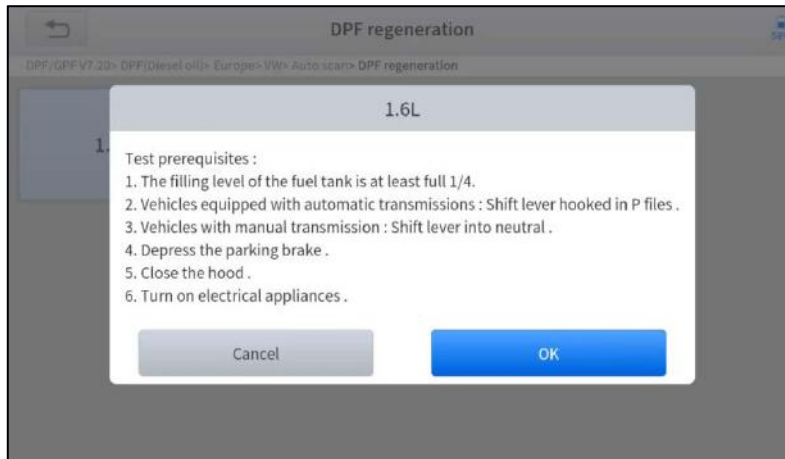 DPF regeneration
DPF/GPF V7.20> DPF(Diesel oil)> Europe> VW> Auto scan> DPF regeneration
1.6L
1.
Test prerequisites :
1. The filling level of the fuel tank is at least full 1/4.
2. Vehicles equipped with automatic transmissions : Shift lever hooked in P files .
3. Vehicles with manual transmission : Shift lever into neutral .
4. Depress the parking brake .
5. Close the hood .
6. Turn on electrical appliances .
Cancel
OK